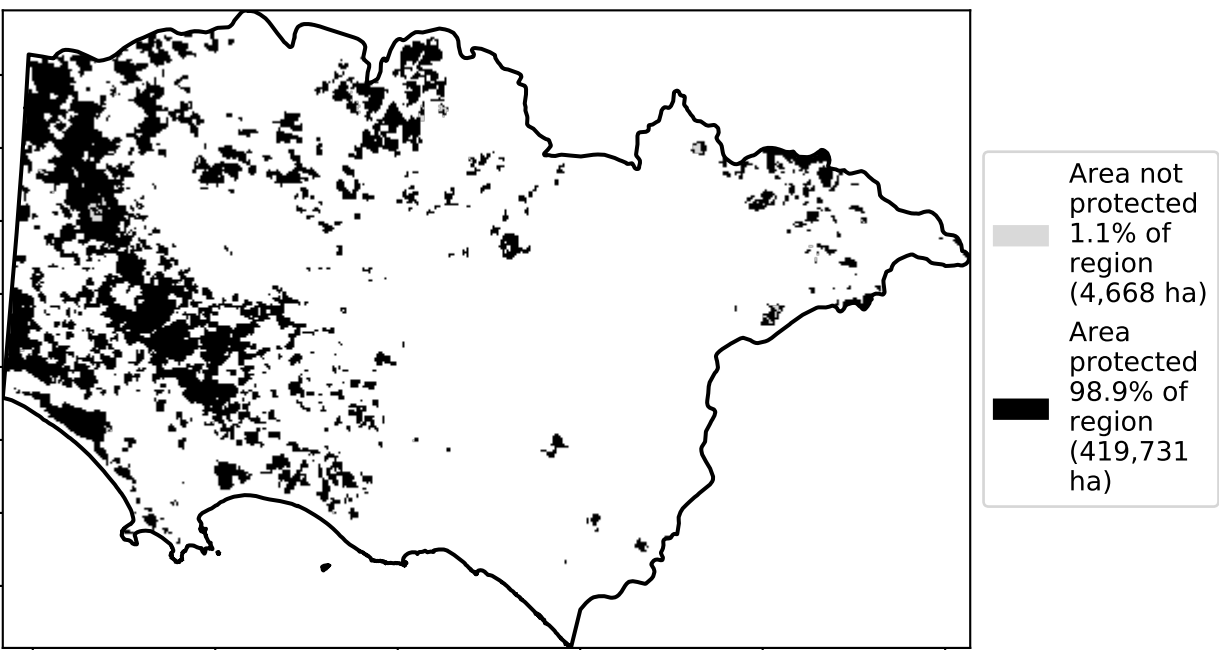 Area not
protected
1.1% of
region
(4,668 ha)
Area
protected
98.9% of
region
(419,731
ha)